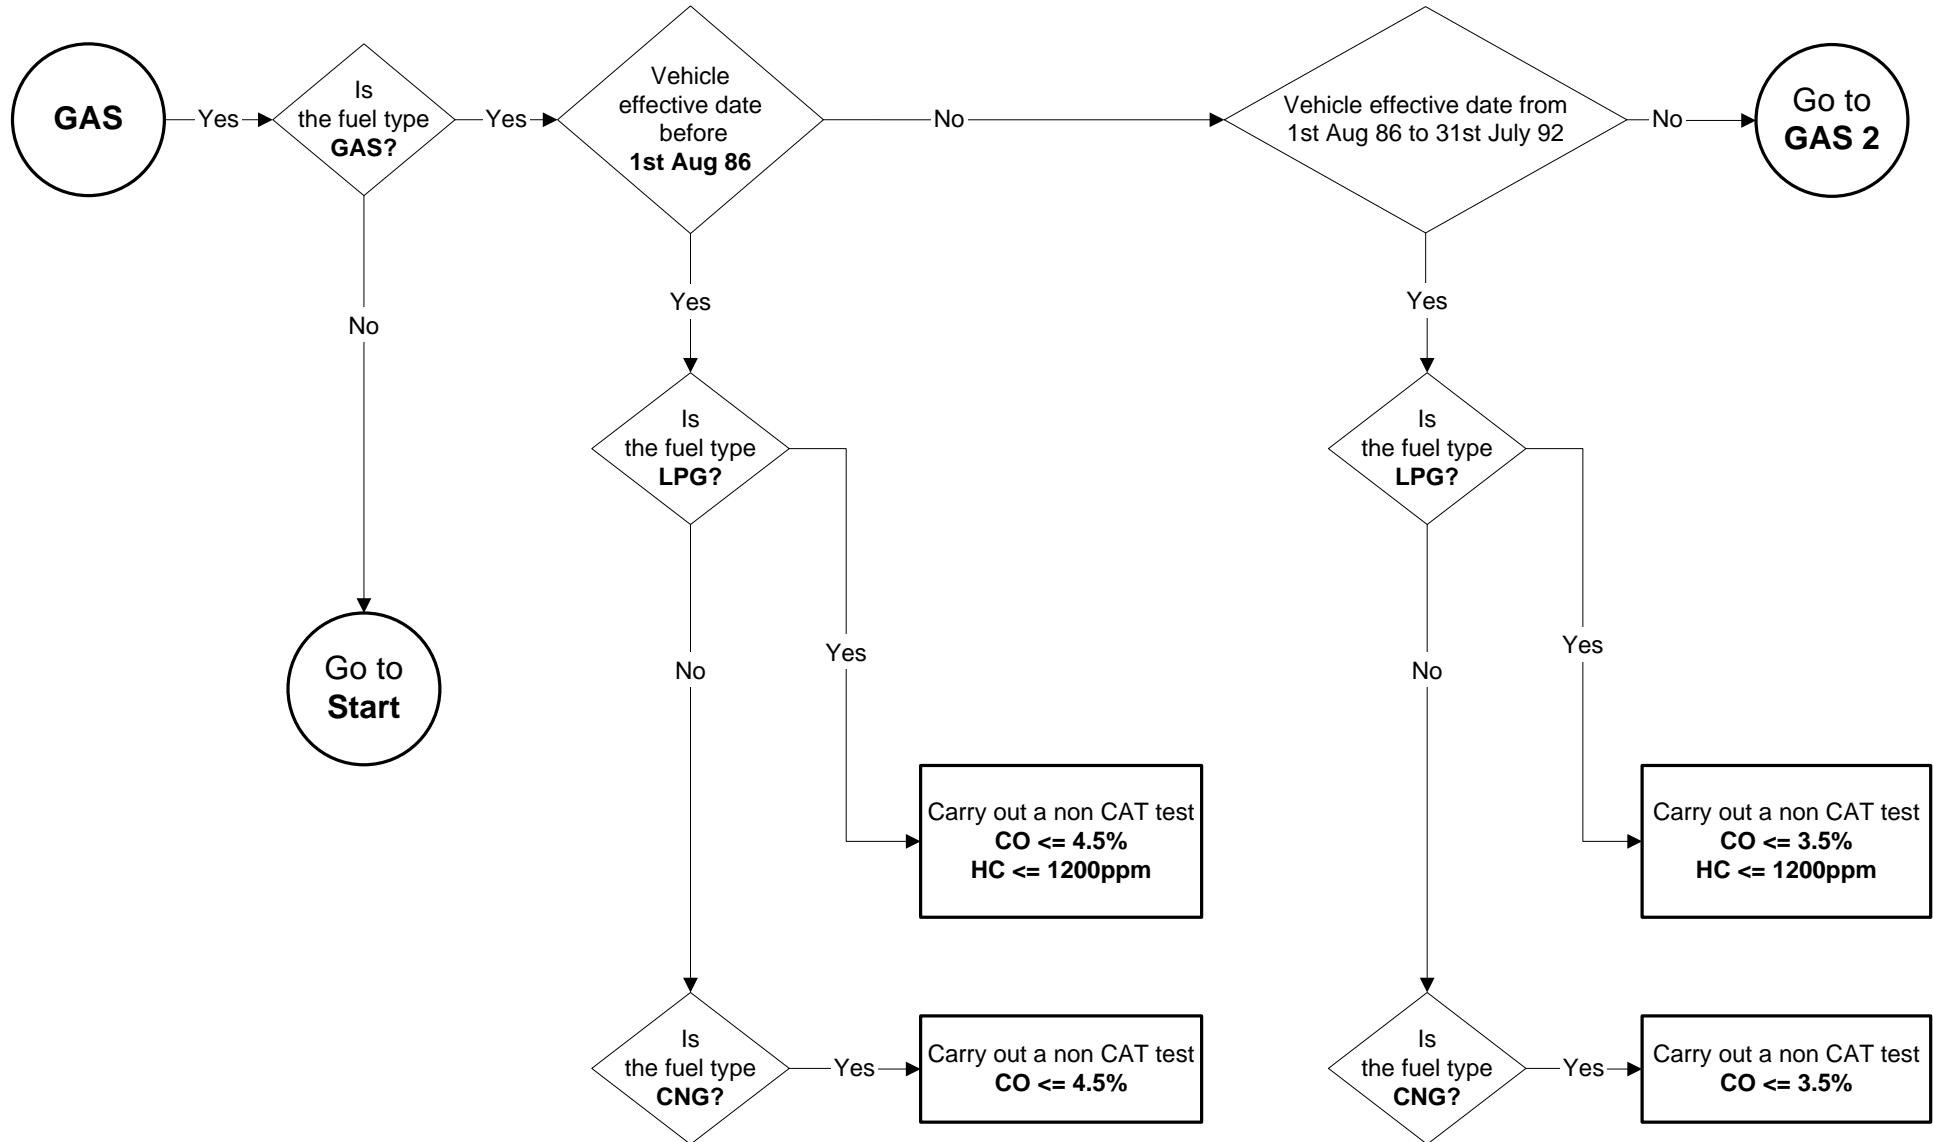 GAS
Yes
Is
the fuel type
GAS?
Yes
Vehicle
effective date
before
1st Aug 86
No
Vehicle effective date from
1st Aug 86 to 31st July 92
No
Go to
GAS 2
No
Yes
Yes
Go to
Start
Is
the fuel type
LPG?
Is
the fuel type
LPG?
No
Yes
No
Yes
Carry out a non CAT test
CO <= 4.5%
HC <= 1200ppm
Carry out a non CAT test
CO <= 3.5%
HC <= 1200ppm
Is
the fuel type
CNG?
Yes
Carry out a non CAT test
CO <= 4.5%
Is
the fuel type
CNG?
Yes
Carry out a non CAT test
CO <= 3.5%